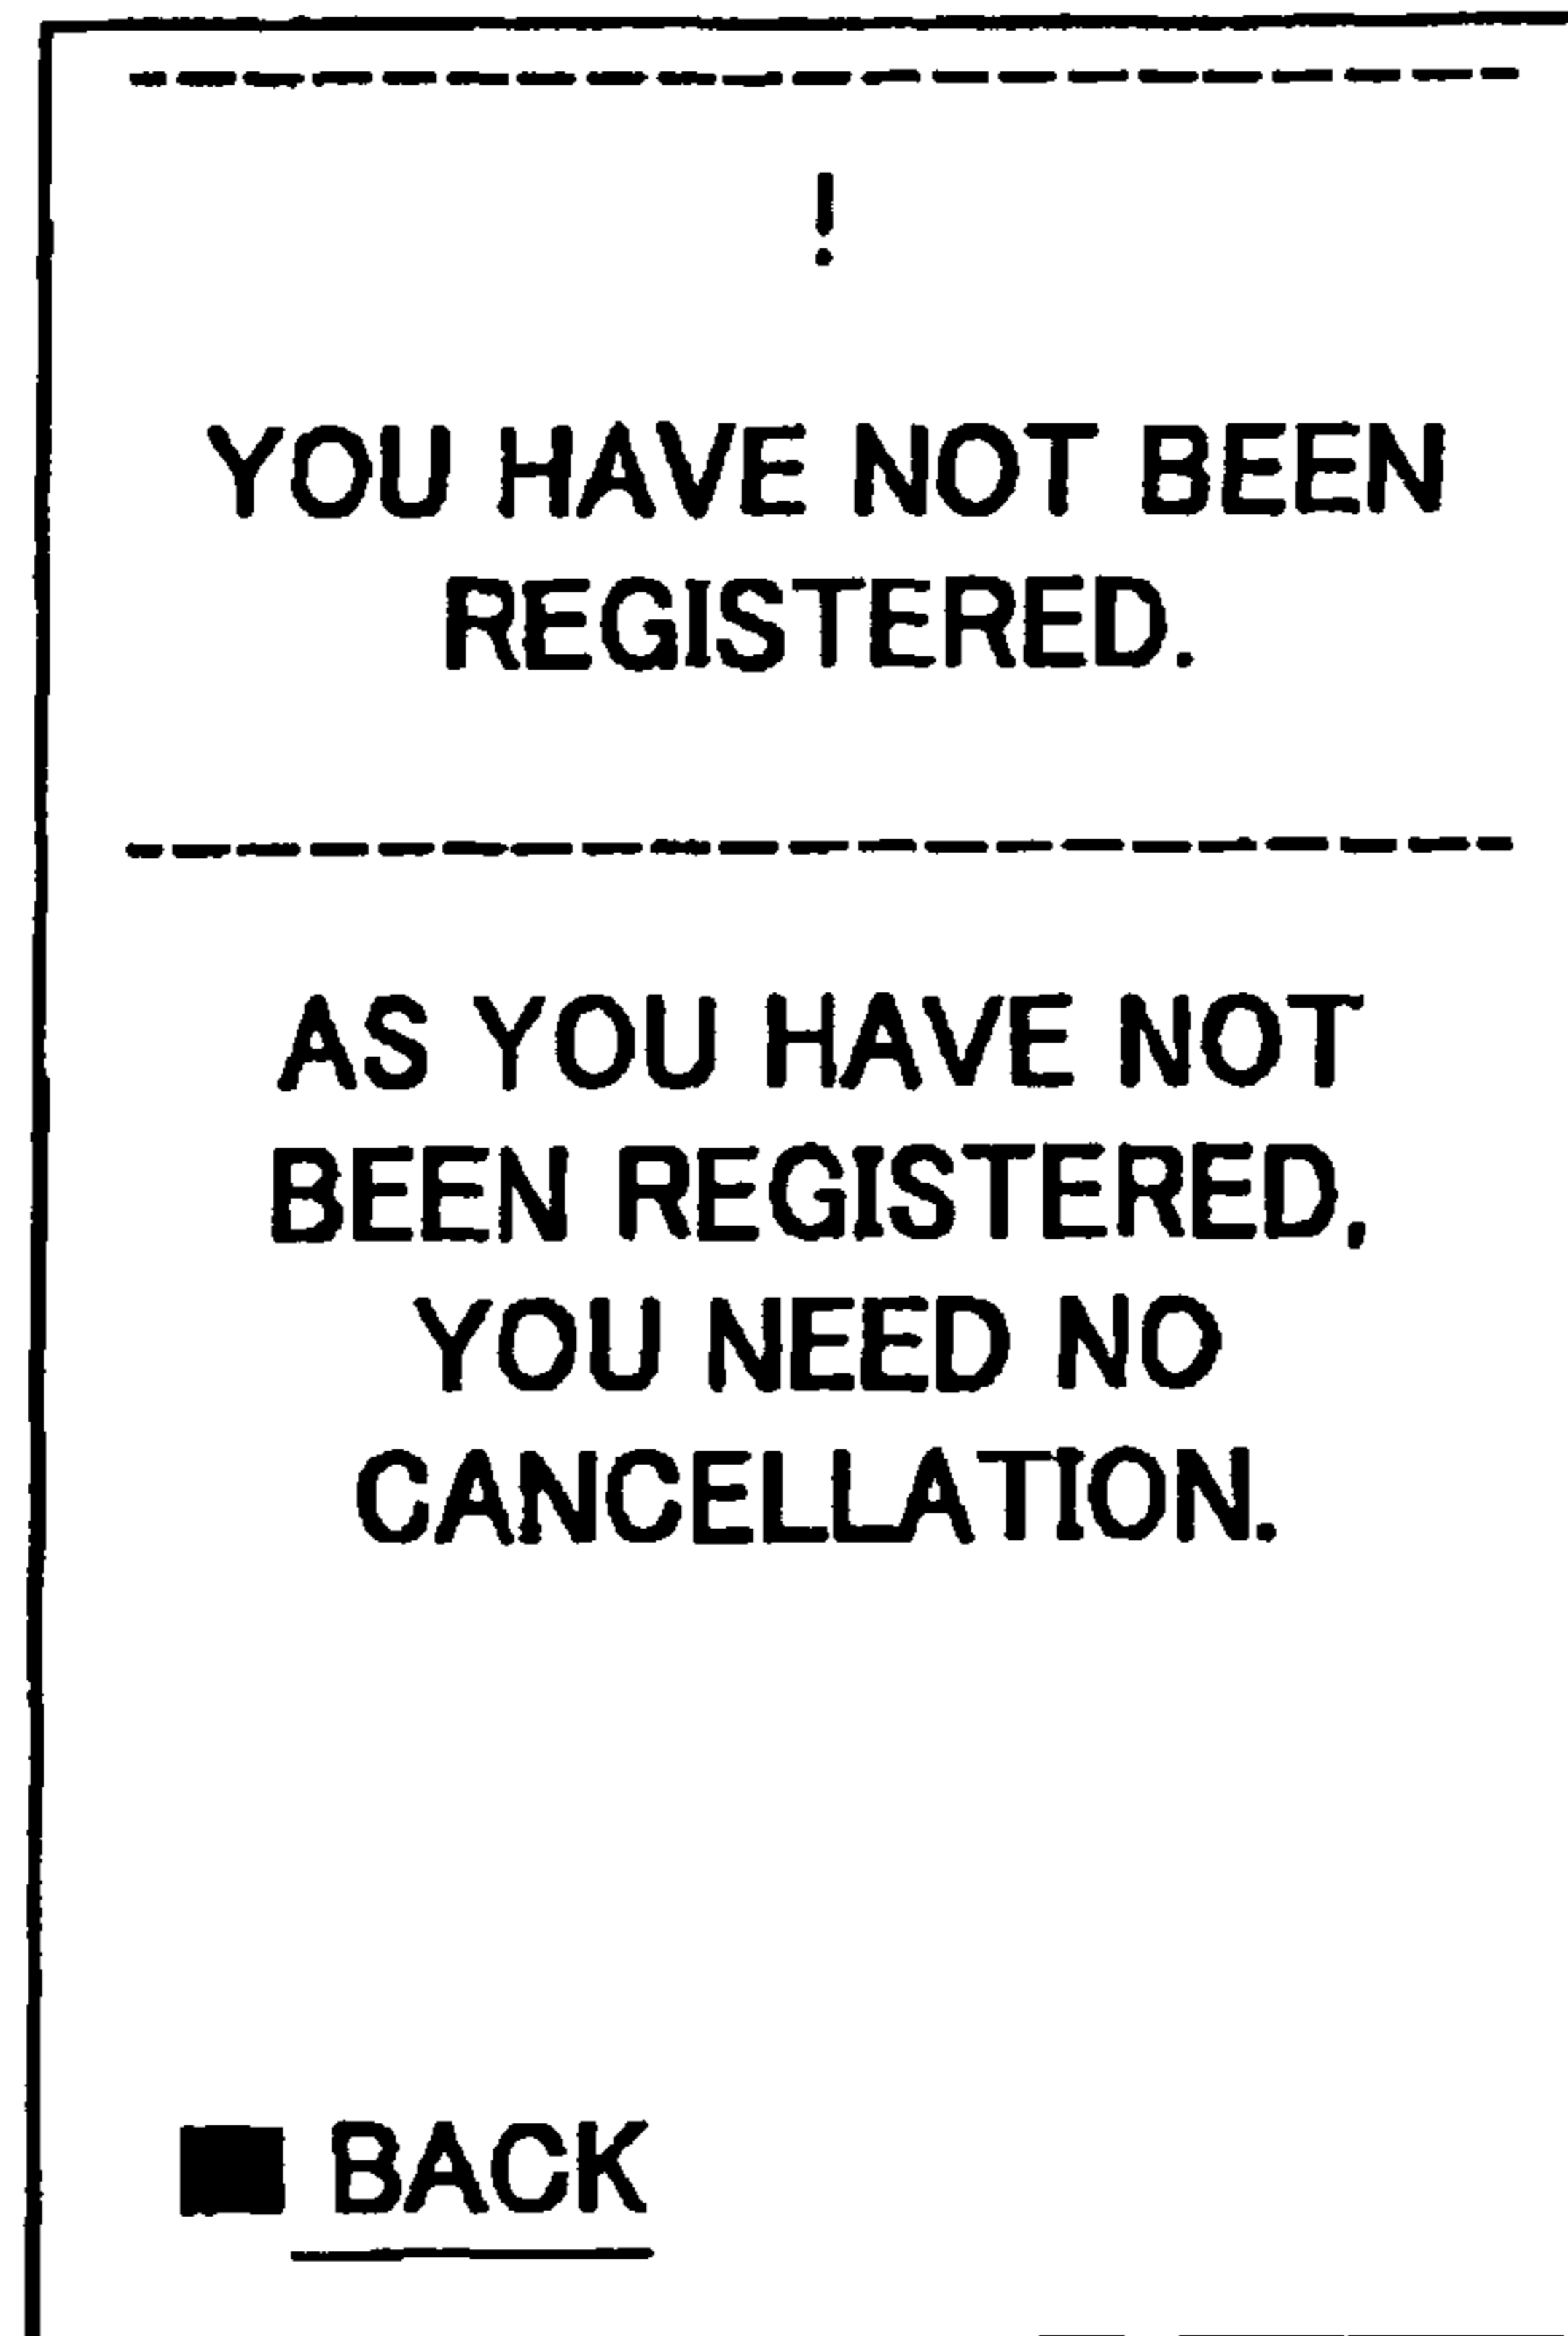 !
YOU HAVE NOT BEEN
REGISTERED.
AS YOU HAVE NOT
BEEN REGISTERED,
YOU NEED NO
CANCELLATION.
BACK